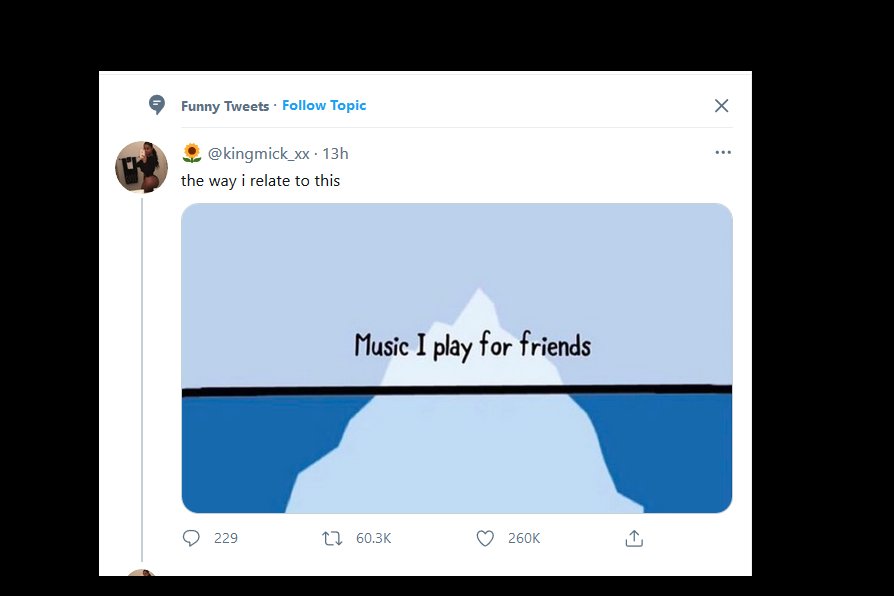 Funny Tweets · Follow Topic
🌻 @kingmick_xx · 13h
the way i relate to this
Music I play for friends
229 60.3K 260K